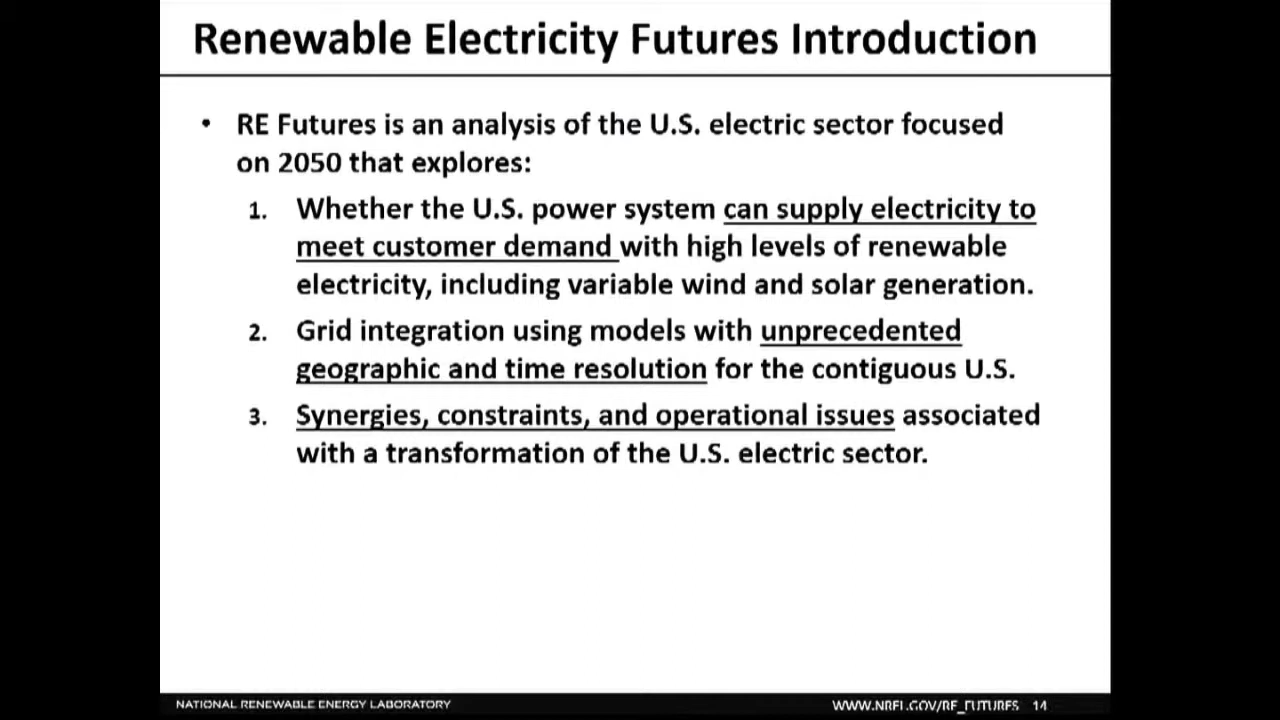 Renewable Electricity Futures Introduction
• RE Futures is an analysis of the U.S. electric sector focused
on 2050 that explores:
1. Whether the U.S. power system can supply electricity to
meet customer demand with high levels of renewable
electricity, including variable wind and solar generation.
2. Grid integration using models with unprecedented
geographic and time resolution for the contiguous U.S.
3. Synergies, constraints, and operational issues associated
with a transformation of the U.S. electric sector.
NATIONAL RENEWABLE ENERGY LABORATORY
WWW.NREL.GOV/RE_FUTURES 14